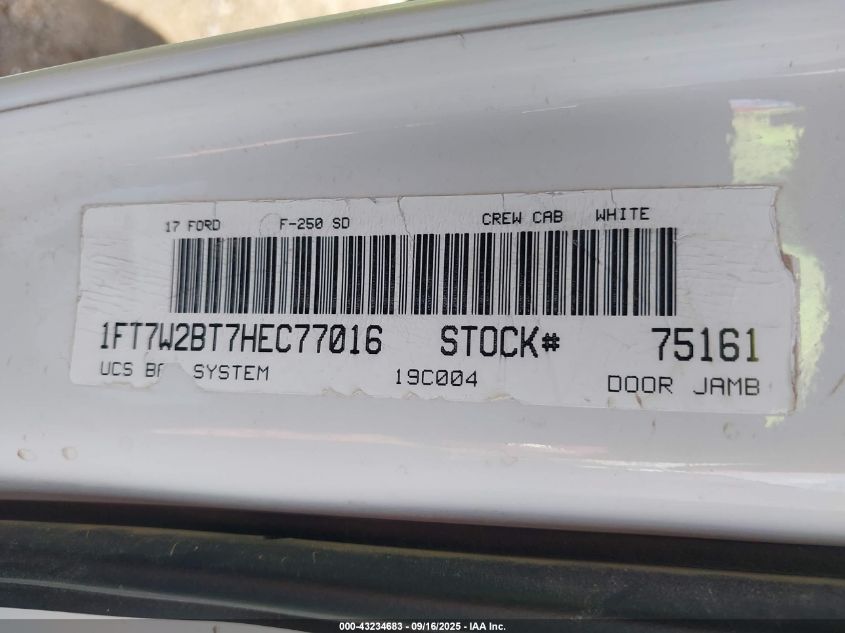 17 FORD F-250 SD CREW CAB WHITE
1FT7W2BT7HEC77016 STOCK# 75161
UCS SYSTEM 19C004 DOOR JAMB
000-43234683 - 09/16/2025 - IAA Inc.